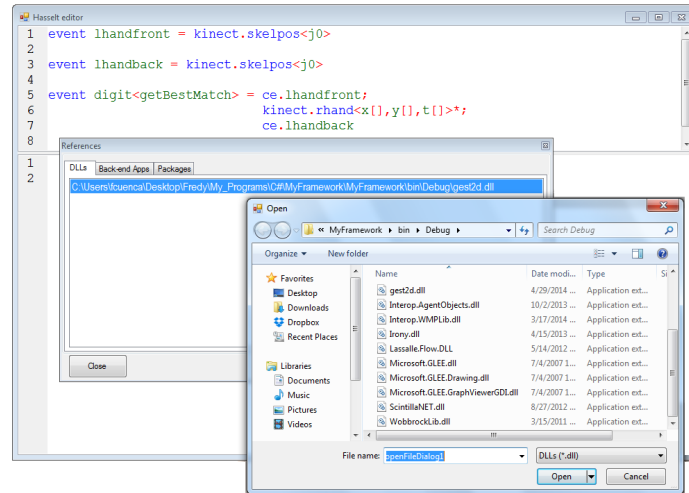 Hasselt editor
1 event lhandfront = kinect.skelpos<j0>
2
3 event lhandback = kinect.skelpos<j0>
4
5 event digit<getBestMatch> = ce.lhandfront;
6 kinect.rhand<x[],y[],t[]>*;
7 ce.lhandback
8
1
2
References
DLLs Back-end Apps Packages
C:\Users\fcuenca\Desktop\Fredy\My_Programs\C#\MyFramework\MyFramework\bin\Debug\gest2d.dll
Close
Open
« MyFramework bin Debug Search Debug
Organize New folder
Favorites
Desktop
Downloads
Dropbox
Recent Places
Libraries
Documents
Music
Pictures
Videos
Name Date modi... Type Si
gest2d.dll 4/29/2014 ... Application ext...
Interop.AgentObjects.dll 10/2/2013 ... Application ext...
Interop.WMPLib.dll 3/17/2014 ... Application ext...
Irony.dll 4/15/2013 ... Application ext...
Lassalle.Flow.DLL 5/14/2012 ... Application ext...
Microsoft.GLEE.dll 7/4/2007 1... Application ext...
Microsoft.GLEE.Drawing.dll 7/4/2007 1... Application ext...
Microsoft.GLEE.GraphViewerGDI.dll 7/4/2007 1... Application ext...
ScintillaNET.dll 8/27/2012 ... Application ext...
WobbrockLib.dll 3/15/2011 ... Application ext...
File name: openFileDialog1 DLLs (*.dll)
Open Cancel